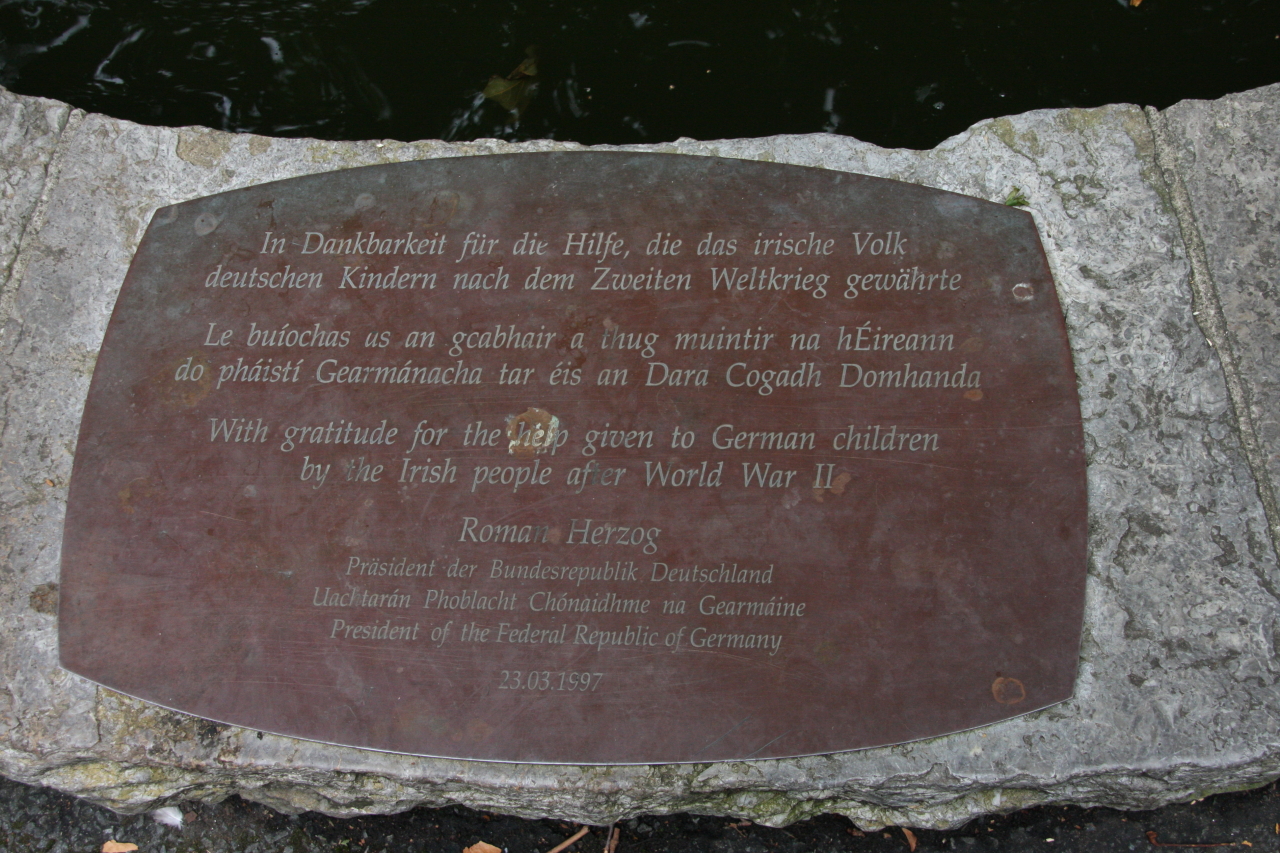 In Dankbarkeit für die Hilfe, die das irische Volk
deutschen Kindern nach dem Zweiten Weltkrieg gewährte
Le buíochas as an gcabhair a thug muintir na hÉireann
do pháistí Gearmánacha tar éis an Dara Cogadh Domhanda
With gratitude for the help given to German children
by the Irish people after World War II
Roman Herzog
Präsident der Bundesrepublik Deutschland
Uachtarán Phoblacht Chónaidhme na Gearmáine
President of the Federal Republic of Germany
23.03.1997